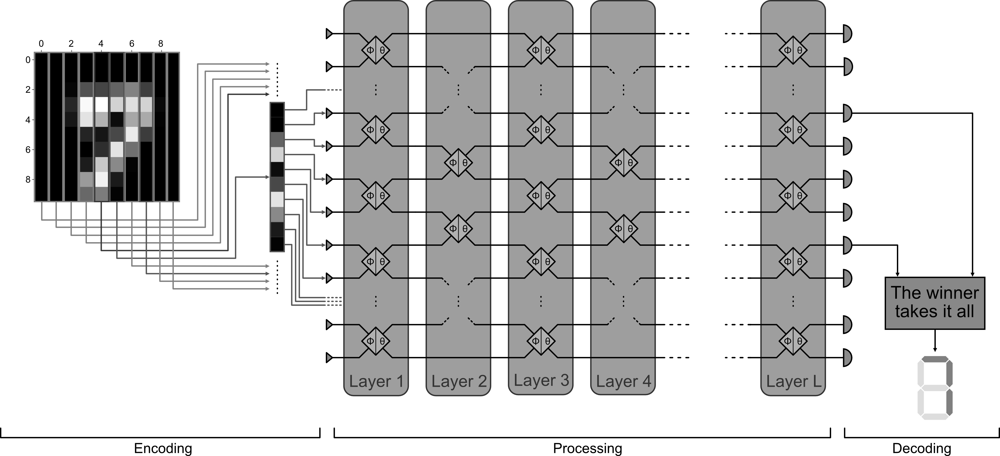 0 2 4 6 8
0
2
4
6
8
Φ θ Φ θ Φ θ
Φ θ Φ θ Φ θ
Φ θ Φ θ
Φ θ Φ θ Φ θ
Φ θ Φ θ
Φ θ Φ θ Φ θ
Φ θ Φ θ Φ θ
Layer 1 Layer 2 Layer 3 Layer 4 Layer L
The winner
takes it all
Encoding Processing Decoding